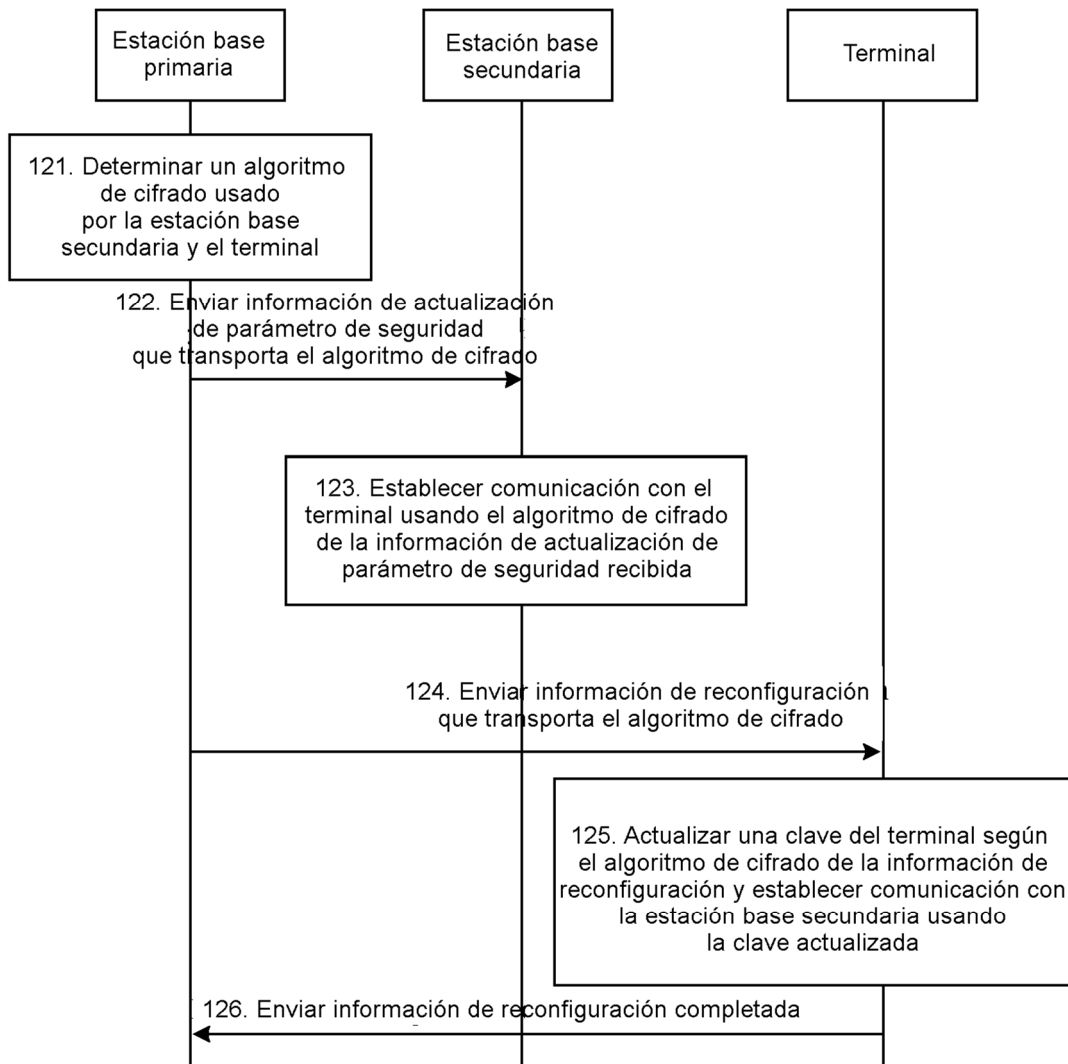 Estación base
primaria
Estación base
secundaria
Terminal
121. Determinar un algoritmo
de cifrado usado
por la estación base
secundaria y el terminal
122. Enviar información de actualización
de parámetro de seguridad
que transporta el algoritmo de cifrado
123. Establecer comunicación con el
terminal usando el algoritmo de cifrado
de la información de actualización de
parámetro de seguridad recibida
124. Enviar información de reconfiguración
que transporta el algoritmo de cifrado
125. Actualizar una clave del terminal según
el algoritmo de cifrado de la información de
reconfiguración y establecer comunicación con
la estación base secundaria usando
la clave actualizada
126. Enviar información de reconfiguración completada